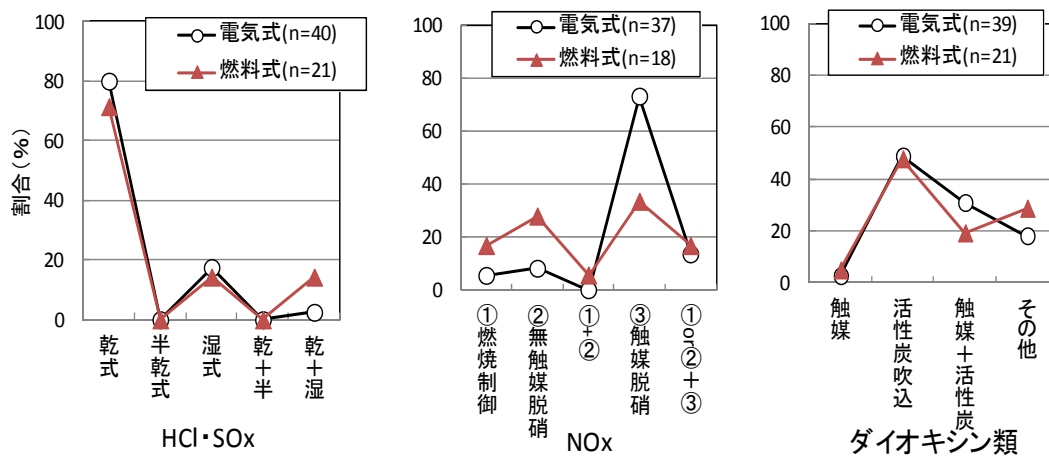 割合(%)
100
80
60
40
20
0
電気式(n=40)
燃料式(n=21)
乾式
半乾式
湿式
乾+半
乾+湿
HCl・SOx
100
80
60
40
20
0
電気式(n=37)
燃料式(n=18)
①燃焼制御
②無触媒脱硝
①+②
③触媒脱硝
①or②+③
NOx
100
80
60
40
20
0
電気式(n=39)
燃料式(n=21)
触媒
活性炭吹込
触媒+活性炭
その他
ダイオキシン類